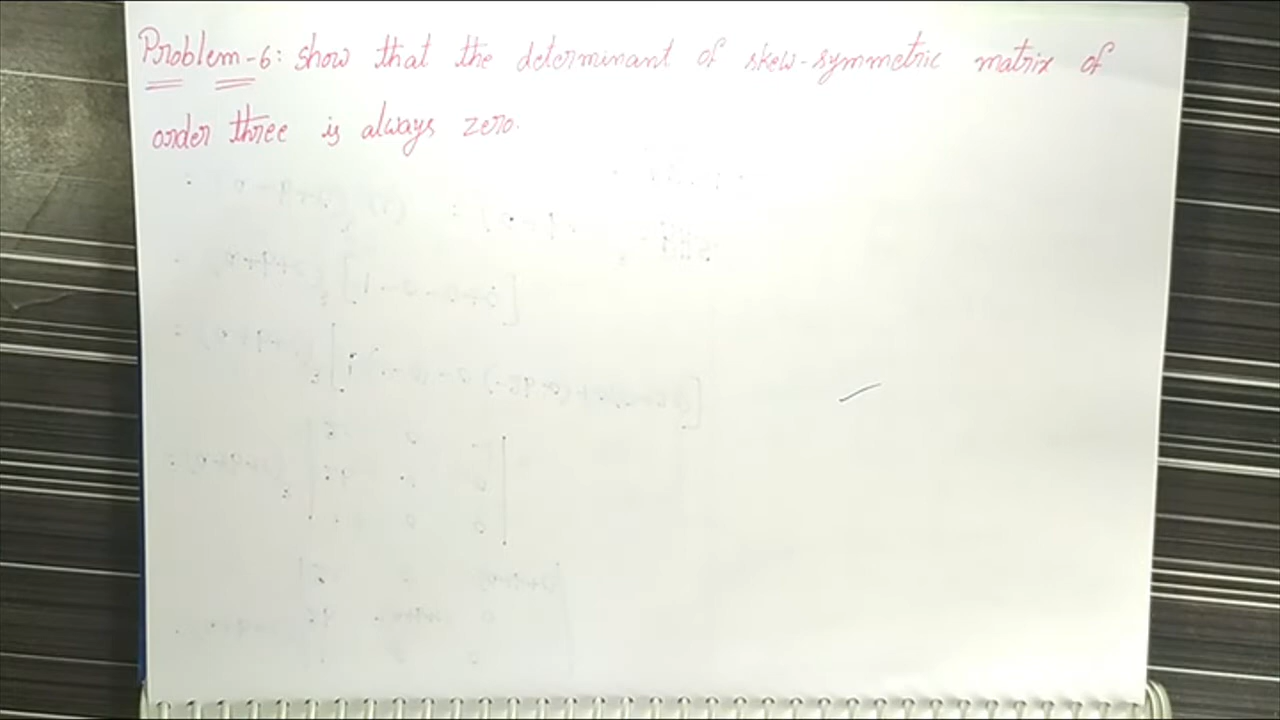 Problem-6: Show that the determinant of skew-symmetric matrix of
order three is always zero.